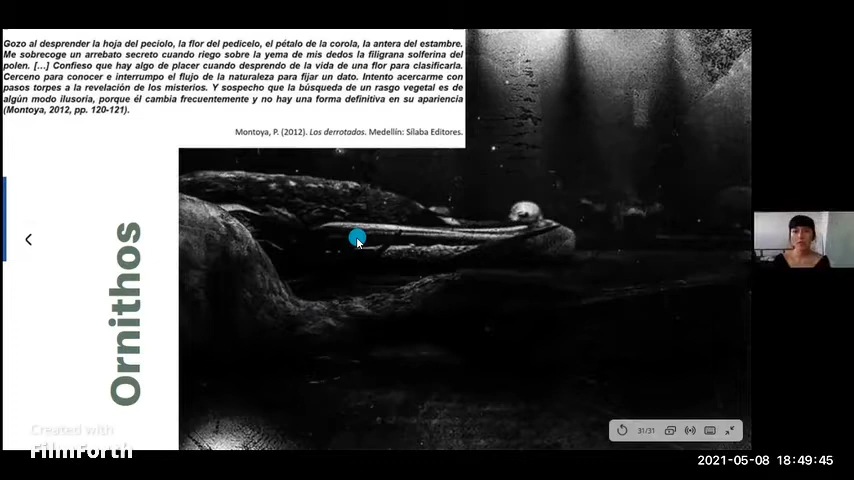 Gozo al desprender la hoja del peciolo, la flor del pedicelo, el pétalo de la corola, la antera del estambre.
Me sobrecoge un arrebato secreto cuando riego sobre la yema de mis dedos la filigrana solferina del
polen. [...] Confieso que hay algo de placer cuando desprendo de la vida de una flor para clasificarla.
Cerceno para conocer e interrumpo el flujo de la naturaleza para fijar un dato. Intento acercarme con
pasos torpes a la revelación de los misterios. Y sospecho que la búsqueda de un rasgo vegetal es de
algún modo ilusoria, porque él cambia frecuentemente y no hay una forma definitiva en su apariencia
(Montoya, 2012, pp. 120-121).
Montoya, P. (2012). Los derrotados. Medellín: Sílaba Editores.
Ornithos
31/31
Created with
FilmForth
2021-05-08 18:49:45